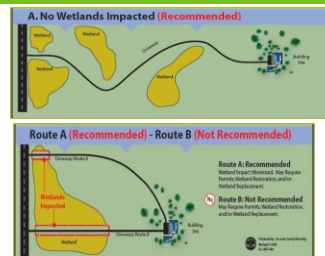 A. No Wetlands Impacted (Recommended)
Wetland
Wetland
Driveway
Building
Site
Wetland
Wetland
Route A (Recommended) - Route B (Not Recommended)
Driveway Route A
Wetlands
Impacted
Route A: Recommended
Wetland Impact Minimized. May Require
Permits, Wetland Restoration, and/or
Wetland Replacement.
Building
Site
No
Route B: Not Recommended
May Require Permits, Wetland Restoration,
and/or Wetland Replacement.
Driveway Route B
Wetland